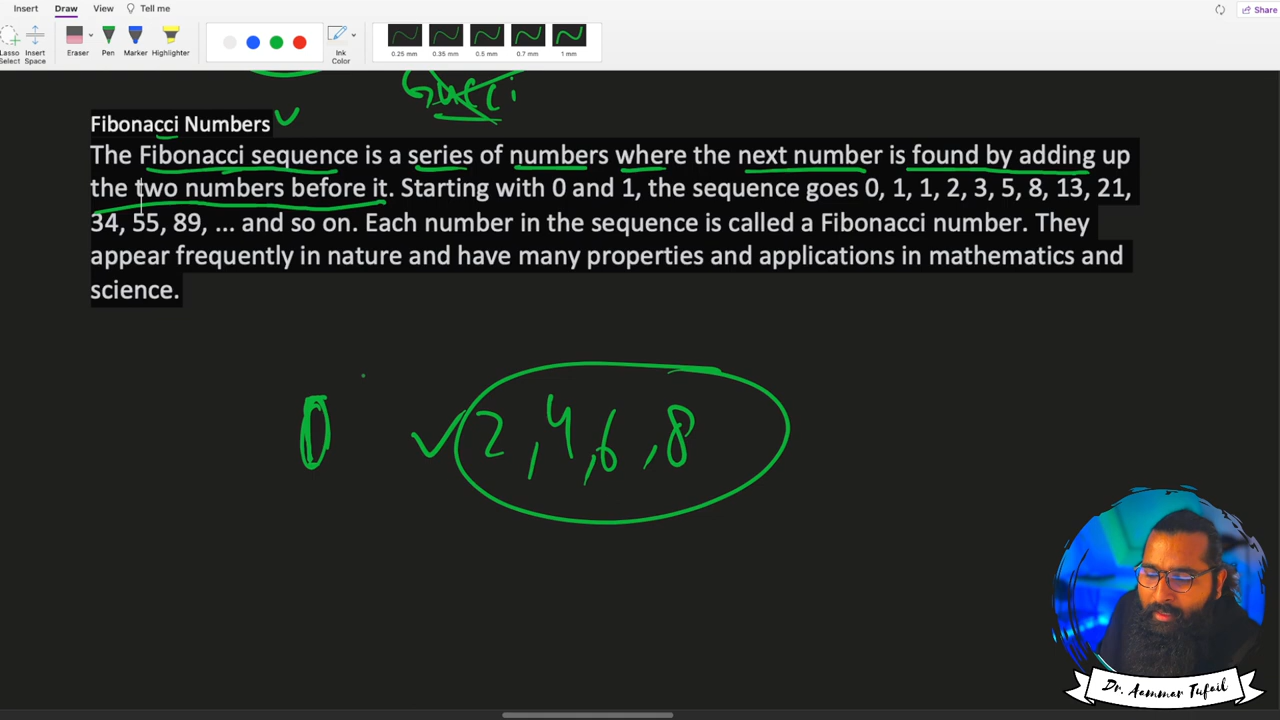 Insert Draw View Tell me Share
Lasso Select Insert Space Eraser Pen Marker Highlighter Ink Color 0.25 mm 0.35 mm 0.5 mm 0.7 mm 1 mm
Fibonacci Numbers
The Fibonacci sequence is a series of numbers where the next number is found by adding up
the two numbers before it. Starting with 0 and 1, the sequence goes 0, 1, 1, 2, 3, 5, 8, 13, 21,
34, 55, 89, ... and so on. Each number in the sequence is called a Fibonacci number. They
appear frequently in nature and have many properties and applications in mathematics and
science.
0 2, 4, 6, 8
Dr. Aammar Tufail